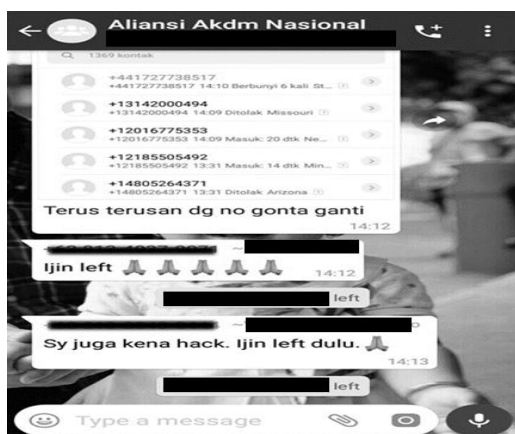 Aliansi Akdm Nasional
1369 kontak
+441727738517
+441727738517 14:10 Berbunyi 6 kali St...
+13142000494
+13142000494 14:09 Ditolak Missouri
+12016775353
+12016775353 14:09 Masuk: 20 dtk Ne...
+12185505492
+12185505492 13:31 Masuk: 14 dtk Min...
+14805264371
+14805264371 13:31 Ditolak Arizona
Terus terusan dg no gonta ganti
14:12
~
Ijin left 🙏 🙏 🙏 🙏 🙏 14:12
left
~
Sy juga kena hack. Ijin left dulu. 🙏
14:13
left
Type a message